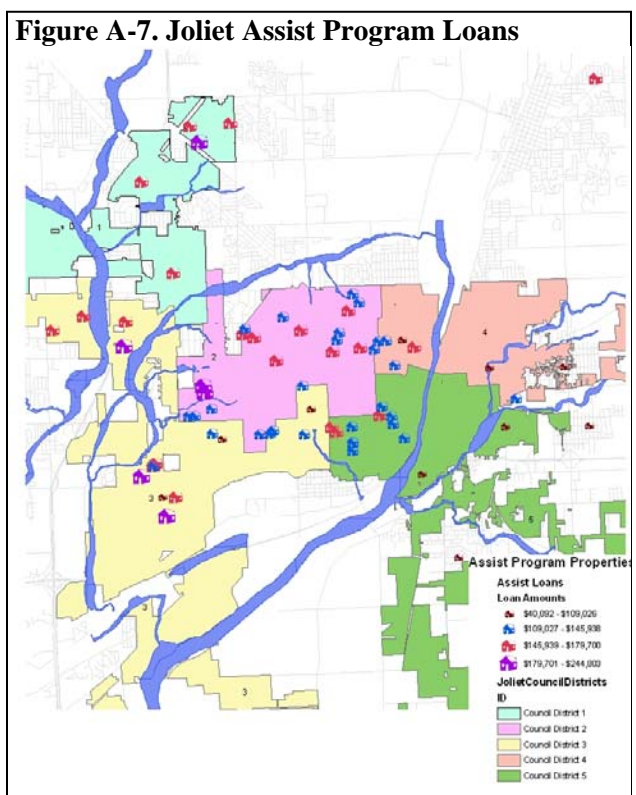 Figure A-7. Joliet Assist Program Loans
1
2
4
3
5
3
3
Assist Program Properties
Assist Loans
Loan Amounts
$40,092 - $109,026
$109,027 - $145,938
$145,939 - $179,700
$179,701 - $244,803
JolietCouncilDistricts
ID
Council District 1
Council District 2
Council District 3
Council District 4
Council District 5